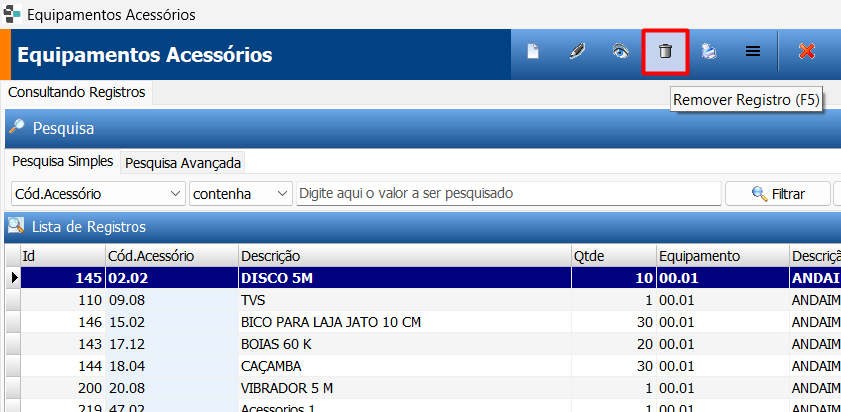 Equipamentos Acessórios
Equipamentos Acessórios
Remover Registro (F5)
Consultando Registros
Pesquisa
Pesquisa Simples Pesquisa Avançada
Cód.Acessório contenha Digite aqui o valor a ser pesquisado Filtrar
Lista de Registros
Id Cód.Acessório Descrição Qtde Equipamento Descriçã
145 02.02 DISCO 5M 10 00.01 ANDAI
110 09.08 TVS 1 00.01 ANDAIM
146 15.02 BICO PARA LAJA JATO 10 CM 30 00.01 ANDAIM
143 17.12 BOIAS 60 K 20 00.01 ANDAIM
144 18.04 CAÇAMBA 30 00.01 ANDAIM
200 20.08 VIBRADOR 5 M 1 00.01 ANDAIM
219 47.02 Acessorios 1 1 00.01 ANDAIM